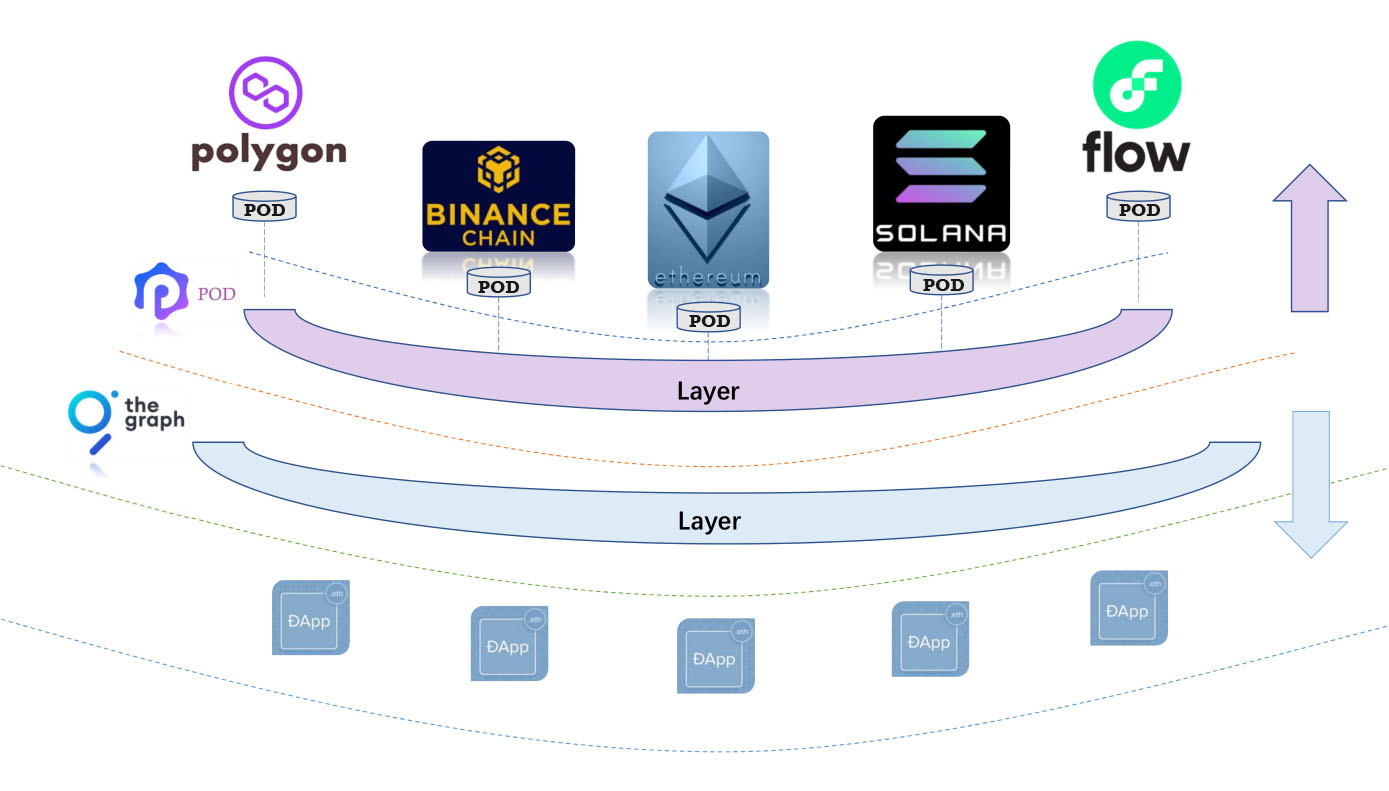 polygon
BINANCE
CHAIN
ethereum
SOLANA
flow
POD
POD
POD
POD
POD
POD
Layer
the
graph
Layer
.eth
ĐApp
.eth
ĐApp
.eth
ĐApp
.eth
ĐApp
.eth
ĐApp